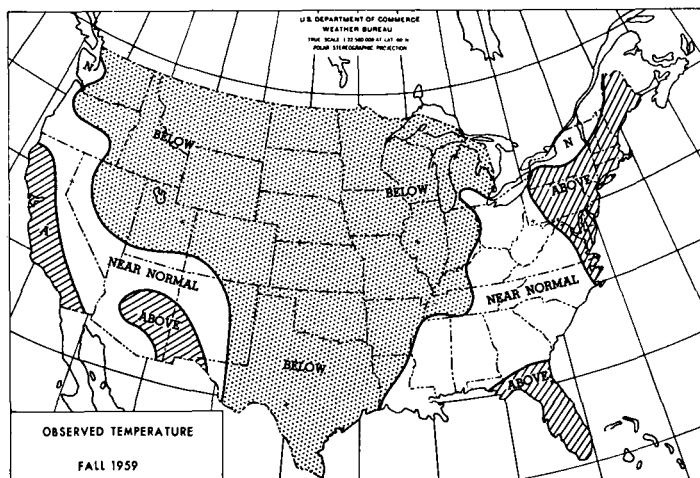 U.S. DEPARTMENT OF COMMERCE
WEATHER BUREAU
TRUE SCALE 1:22 500 000 AT LAT 60 N
POLAR STEREOGRAPHIC PROJECTION
N
BELOW
N
BELOW
ABOVE
A
NEAR NORMAL
NEAR NORMAL
ABOVE
BELOW
ABOVE
OBSERVED TEMPERATURE
FALL 1959